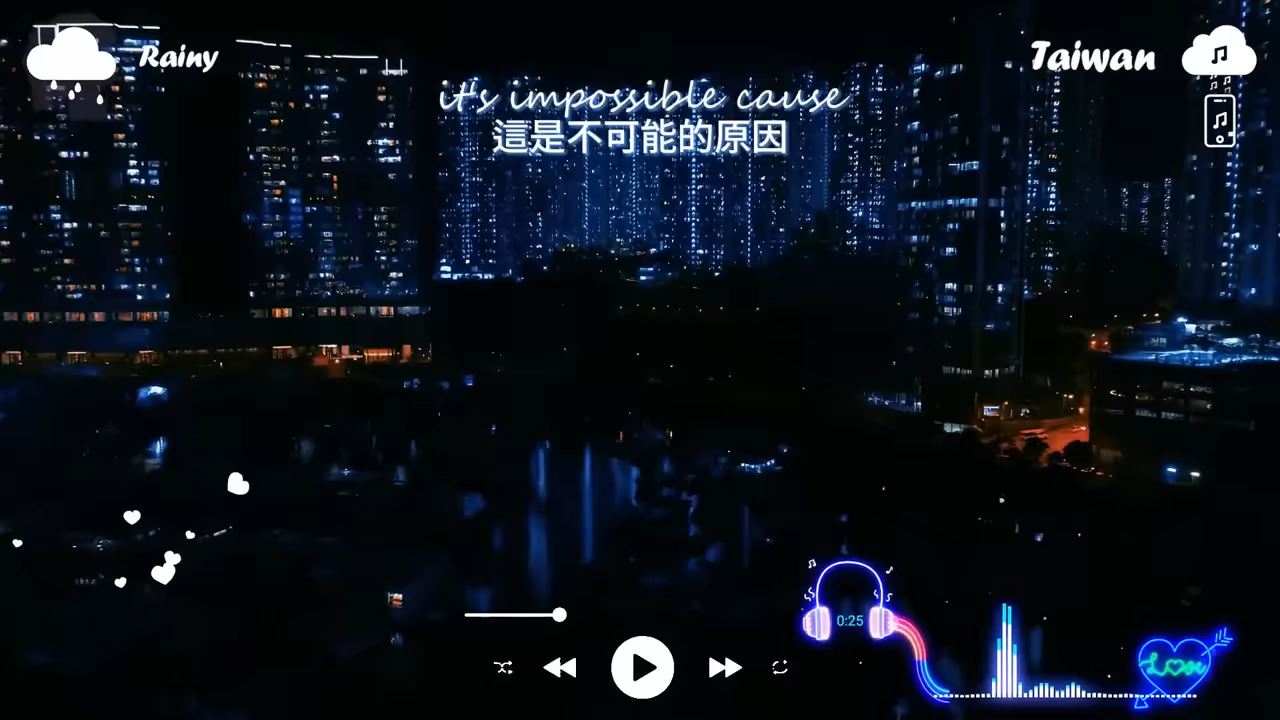 Rainy
Taiwan
it's impossible cause
這是不可能的原因
0:25
Love